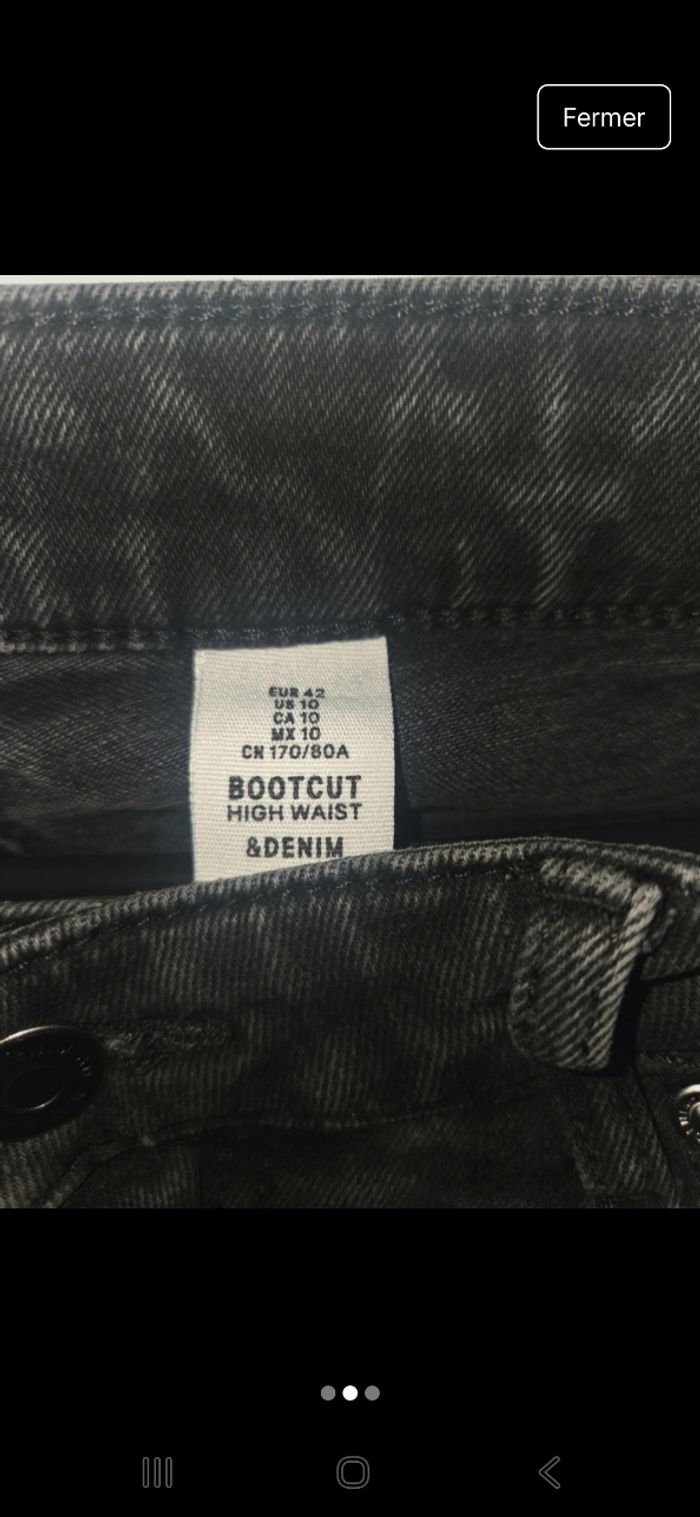 Fermer
EUR 42
US 10
CA 10
MX 10
CN 170/80A
BOOTCUT
HIGH WAIST
&DENIM